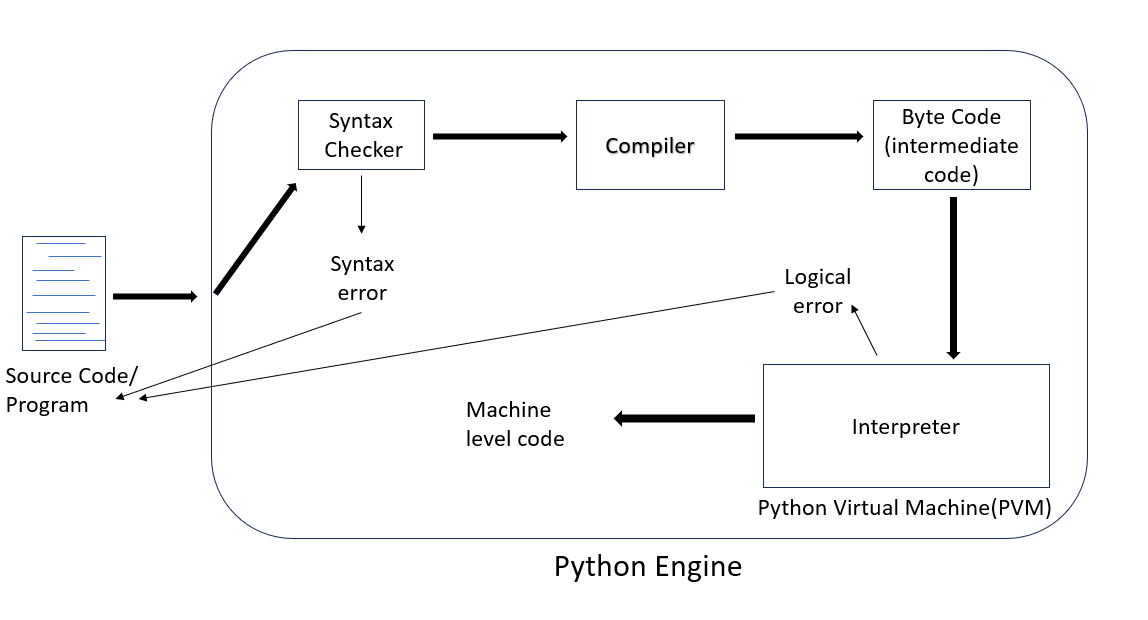 Syntax
Checker
Compiler
Byte Code
(intermediate
code)
Syntax
error
Logical
error
Source Code/
Program
Machine
level code
Interpreter
Python Virtual Machine(PVM)
Python Engine